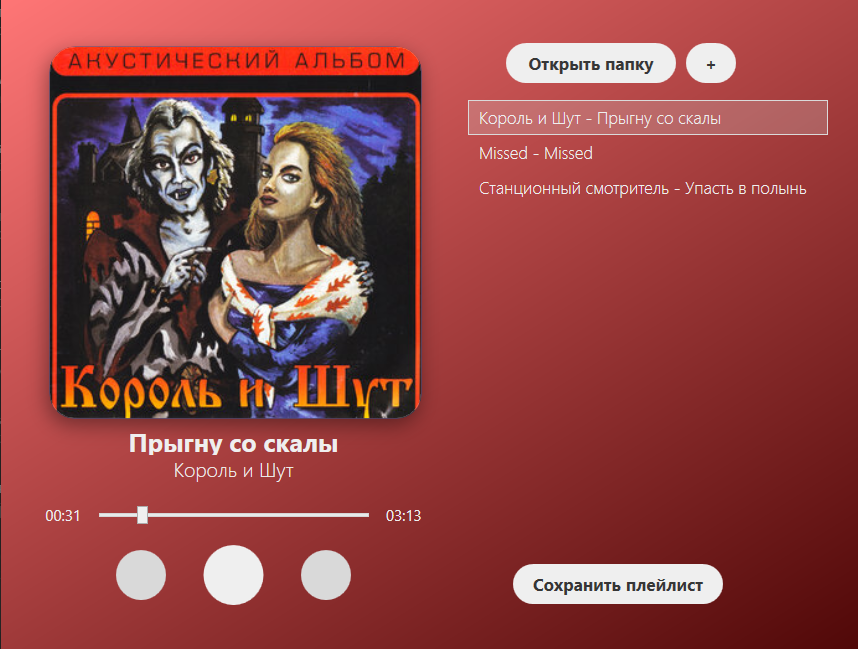 АКУСТИЧЕСКИЙ АЛЬБОМ
Король и Шут
Прыгну со скалы
Король и Шут
00:31
03:13
Открыть папку
+
Король и Шут - Прыгну со скалы
Missed - Missed
Станционный смотритель - Упасть в полынь
Сохранить плейлист